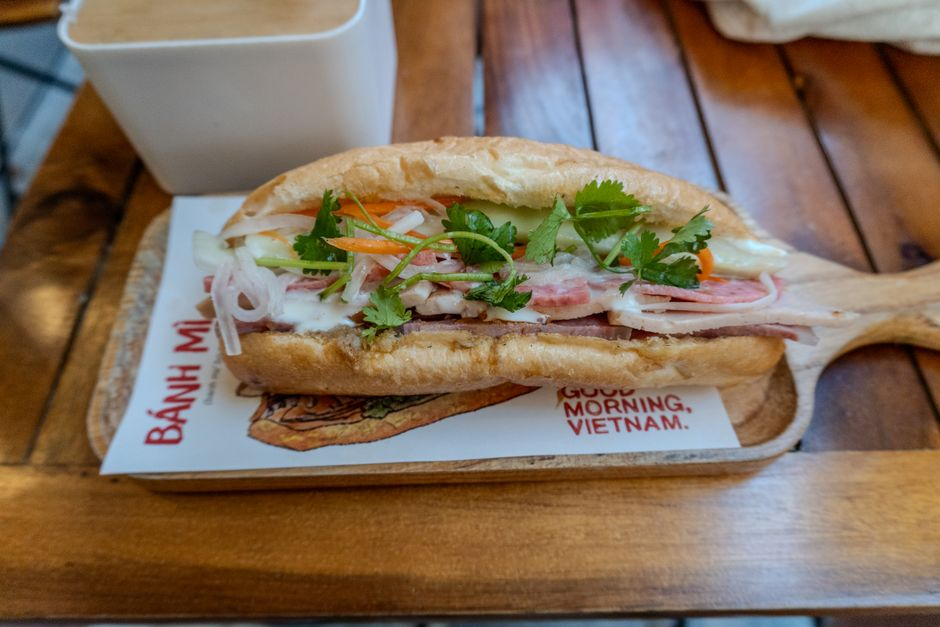 BÁNH MÌ
GOOD
MORNING,
VIETNAM.